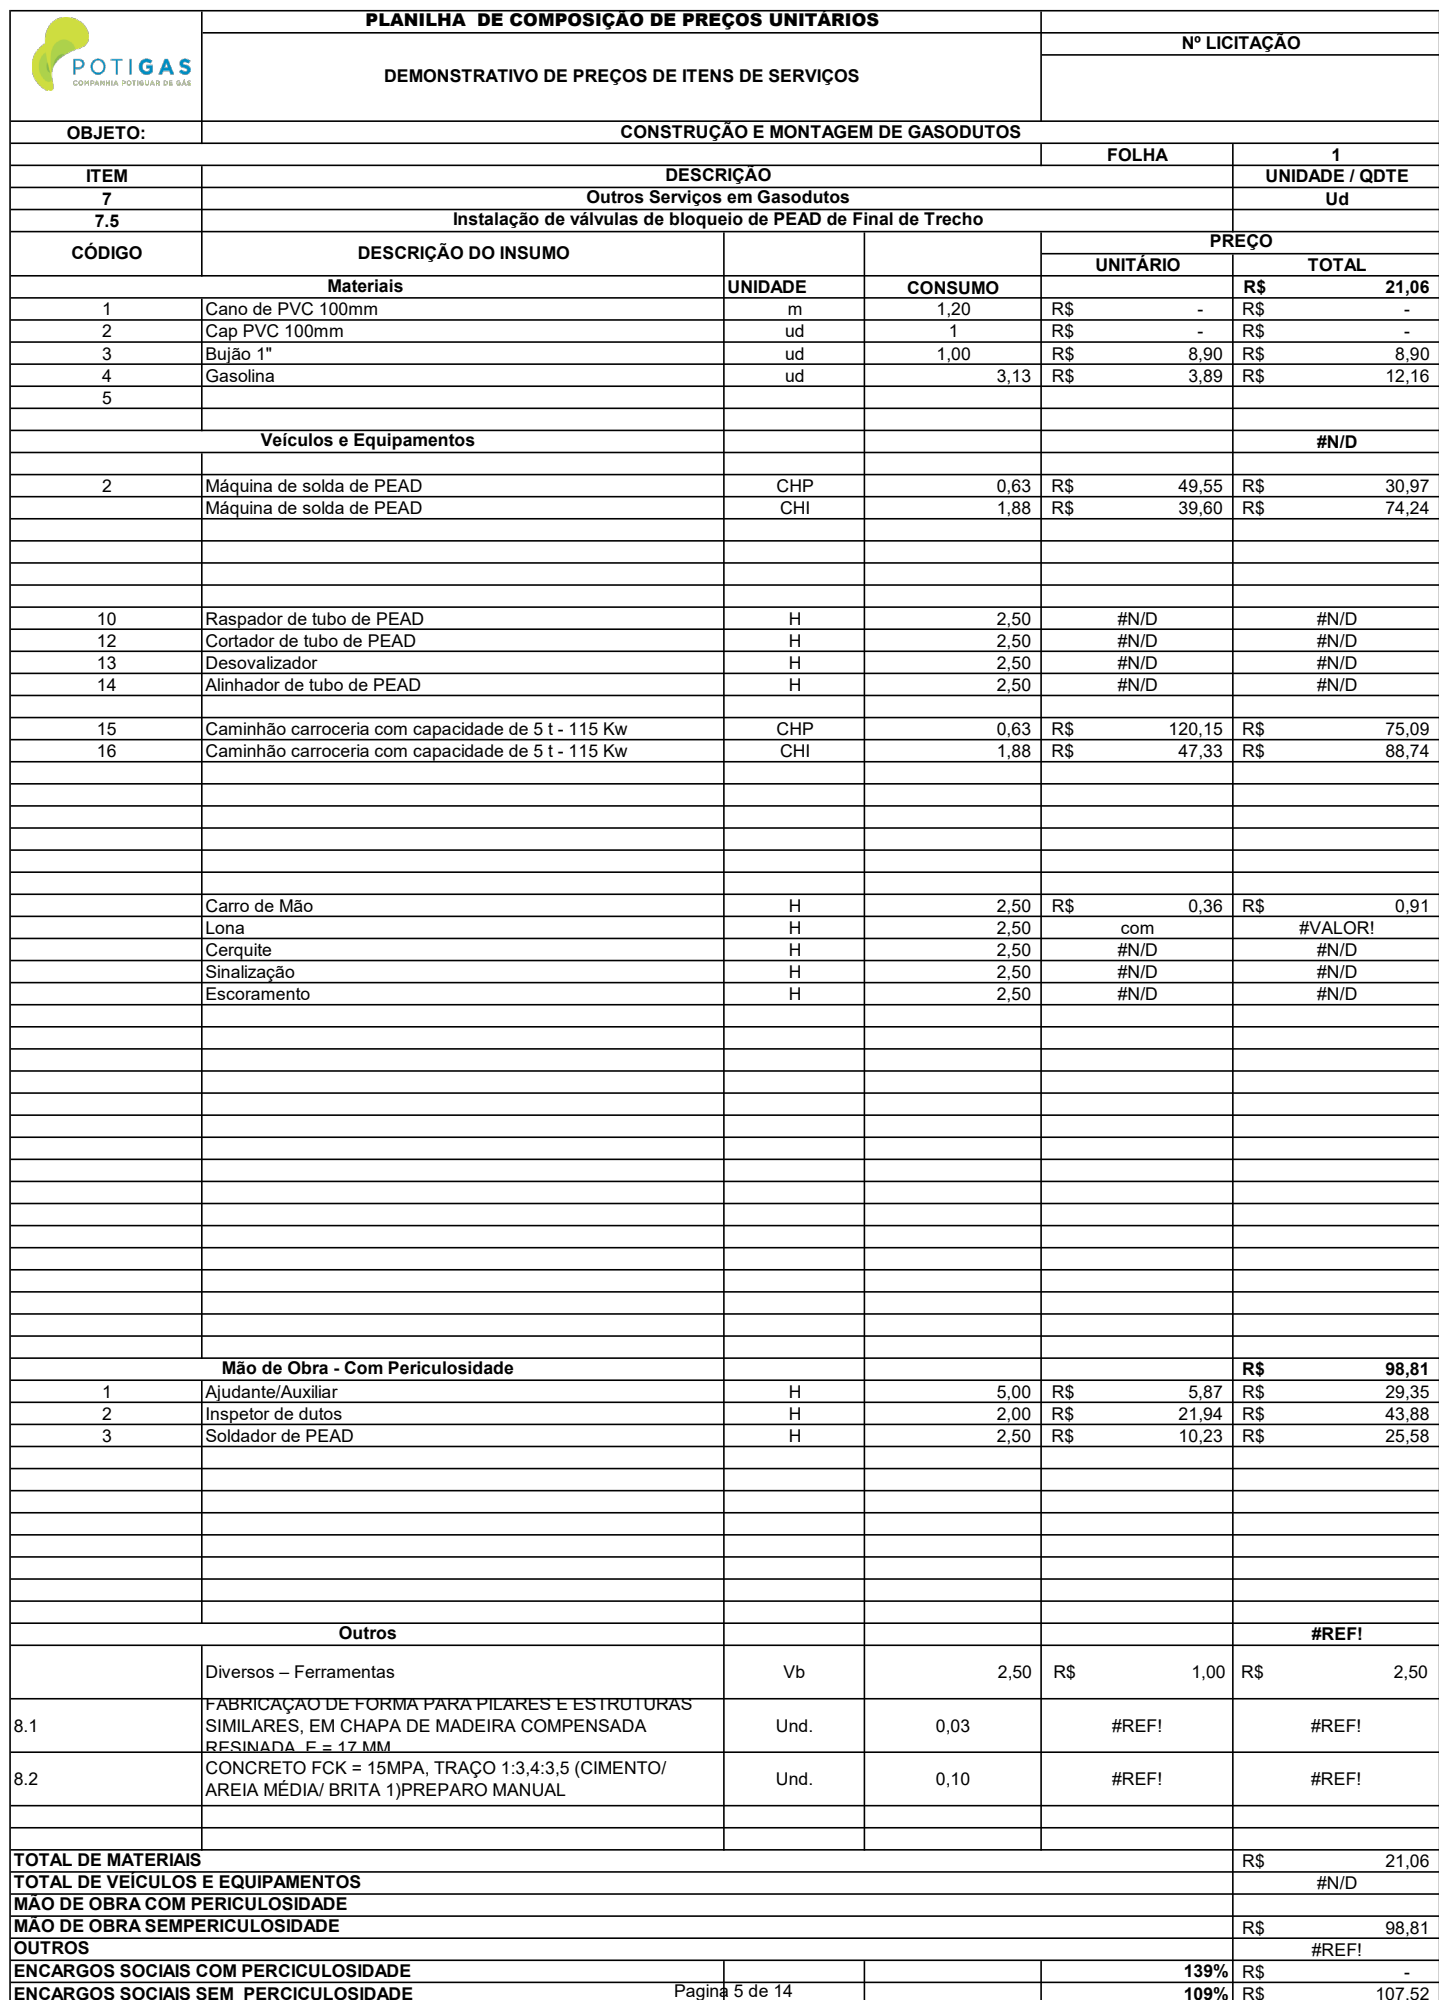 PLANILHA DE COMPOSIÇÃO DE PREÇOS UNITÁRIOS
POTIGAS
COMPANHIA POTIGUAR DE GÁS
DEMONSTRATIVO DE PREÇOS DE ITENS DE SERVIÇOS
Nº LICITAÇÃO
OBJETO: CONSTRUÇÃO E MONTAGEM DE GASODUTOS
FOLHA 1
ITEM DESCRIÇÃO UNIDADE / QDTE
7 Outros Serviços em Gasodutos Ud
7.5 Instalação de válvulas de bloqueio de PEAD de Final de Trecho
CÓDIGO DESCRIÇÃO DO INSUMO PREÇO
UNITÁRIO TOTAL
Materiais UNIDADE CONSUMO R$ 21,06
1 Cano de PVC 100mm m 1,20 R$ - R$ -
2 Cap PVC 100mm ud 1 R$ - R$ -
3 Bujão 1" ud 1,00 R$ 8,90 R$ 8,90
4 Gasolina ud 3,13 R$ 3,89 R$ 12,16
5
Veículos e Equipamentos #N/D
2 Máquina de solda de PEAD CHP 0,63 R$ 49,55 R$ 30,97
Máquina de solda de PEAD CHI 1,88 R$ 39,60 R$ 74,24
10 Raspador de tubo de PEAD H 2,50 #N/D #N/D
12 Cortador de tubo de PEAD H 2,50 #N/D #N/D
13 Desovalizador H 2,50 #N/D #N/D
14 Alinhador de tubo de PEAD H 2,50 #N/D #N/D
15 Caminhão carroceria com capacidade de 5 t - 115 Kw CHP 0,63 R$ 120,15 R$ 75,09
16 Caminhão carroceria com capacidade de 5 t - 115 Kw CHI 1,88 R$ 47,33 R$ 88,74
Carro de Mão H 2,50 R$ 0,36 R$ 0,91
Lona H 2,50 com #VALOR!
Cerquite H 2,50 #N/D #N/D
Sinalização H 2,50 #N/D #N/D
Escoramento H 2,50 #N/D #N/D
Mão de Obra - Com Periculosidade R$ 98,81
1 Ajudante/Auxiliar H 5,00 R$ 5,87 R$ 29,35
2 Inspetor de dutos H 2,00 R$ 21,94 R$ 43,88
3 Soldador de PEAD H 2,50 R$ 10,23 R$ 25,58
Outros #REF!
Diversos – Ferramentas Vb 2,50 R$ 1,00 R$ 2,50
FABRICAÇÃO DE FORMA PARA PILARES E ESTRUTURAS
8.1 SIMILARES, EM CHAPA DE MADEIRA COMPENSADA Und. 0,03 #REF! #REF!
RESINADA, E = 17 MM
8.2 CONCRETO FCK = 15MPA, TRAÇO 1:3,4:3,5 (CIMENTO/ Und. 0,10 #REF! #REF!
AREIA MÉDIA/ BRITA 1)PREPARO MANUAL
TOTAL DE MATERIAIS R$ 21,06
TOTAL DE VEÍCULOS E EQUIPAMENTOS #N/D
MÃO DE OBRA COM PERICULOSIDADE
MÃO DE OBRA SEMPERICULOSIDADE R$ 98,81
OUTROS #REF!
ENCARGOS SOCIAIS COM PERCICULOSIDADE 139% R$ -
ENCARGOS SOCIAIS SEM PERCICULOSIDADE 109% R$ 107,52
Pagina 5 de 14